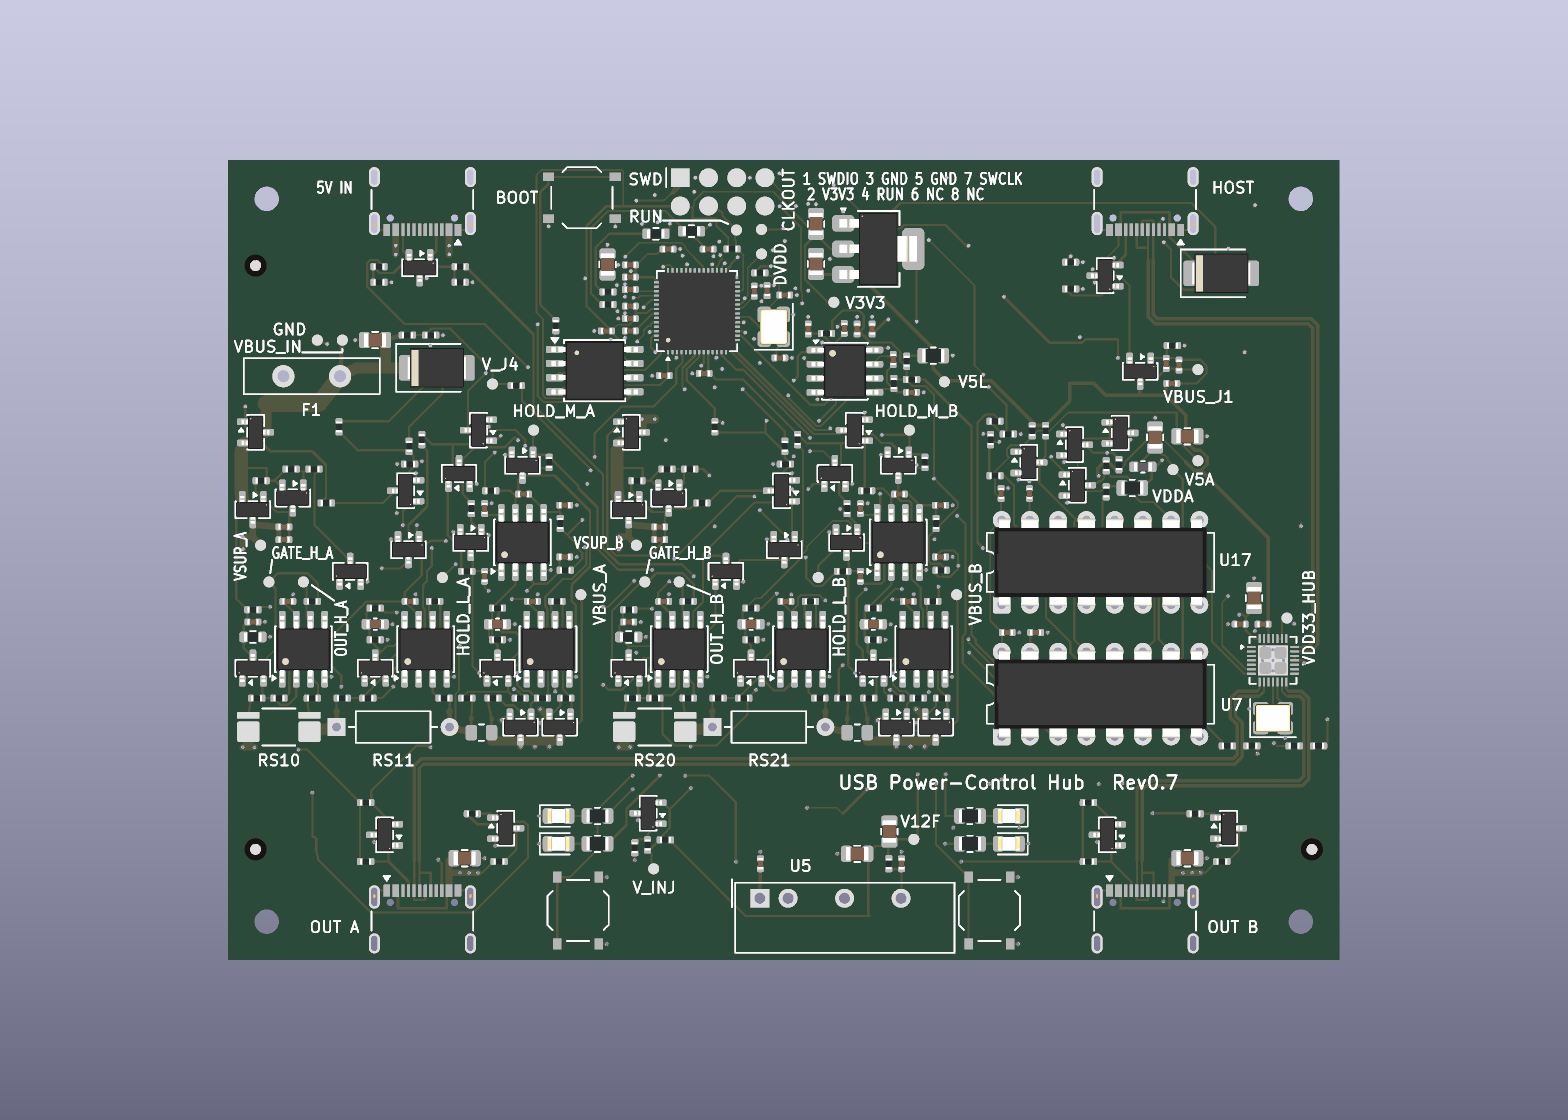 5V IN
BOOT
SWD
RUN
CLKOUT
1 SWDIO 3 GND 5 GND 7 SWCLK
2 V3V3 4 RUN 6 NC 8 NC
HOST
DVDD
V3V3
GND
VBUS_IN
V_J4
F1
HOLD_M_A
V5L
HOLD_M_B
VBUS_J1
V5A
VDDA
VSUP_A
GATE_H_A
OUT_H_A
HOLD_L_A
VSUP_B
VBUS_A
GATE_H_B
OUT_H_B
HOLD_L_B
VBUS_B
U17
VDD33_HUB
U7
RS10
RS11
RS20
RS21
USB Power-Control Hub Rev0.7
V12F
V_INJ
U5
OUT A
OUT B